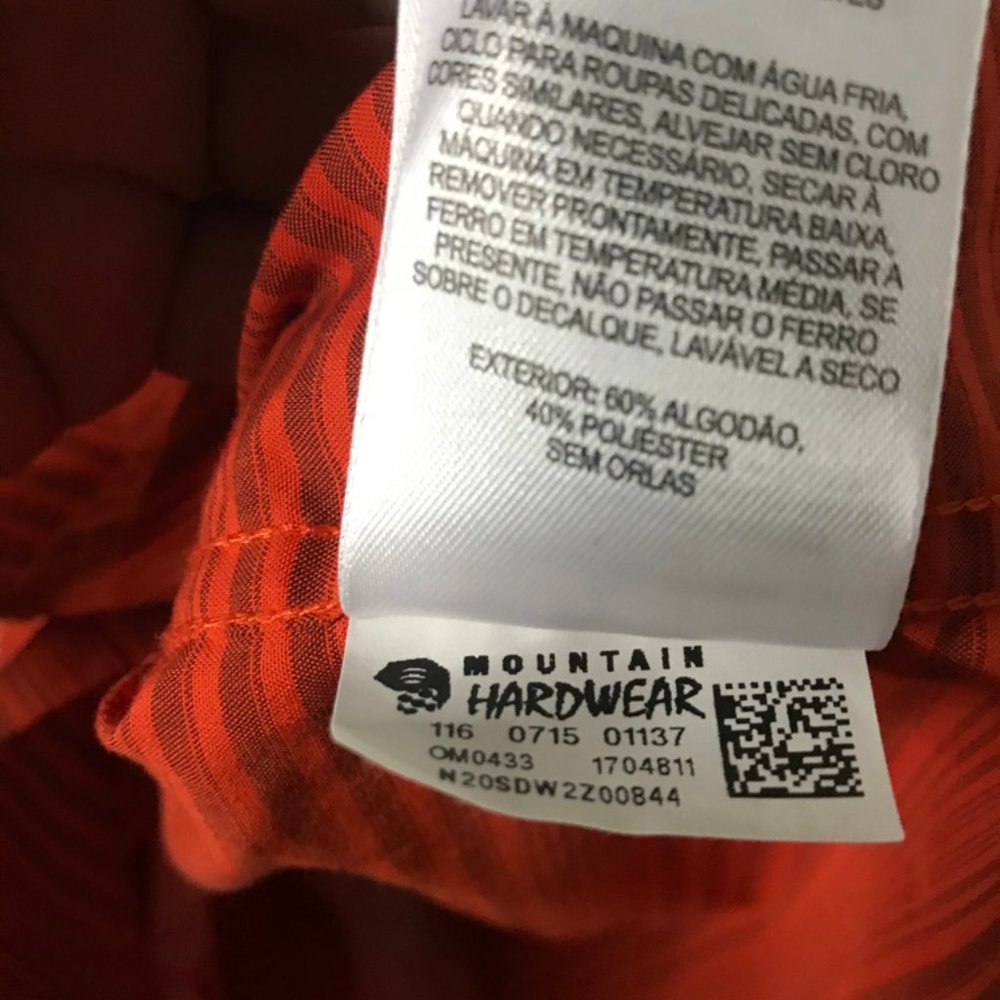 LAVAR À MAQUINA COM ÁGUA FRIA,
CICLO PARA ROUPAS DELICADAS, COM
CORES SIMILARES, ALVEJAR SEM CLORO
QUANDO NECESSÁRIO, SECAR À
MÁQUINA EM TEMPERATURA BAIXA,
REMOVER PRONTAMENTE, PASSAR A
FERRO EM TEMPERATURA MÉDIA, SE
PRESENTE, NÃO PASSAR O FERRO
SOBRE O DECALQUE, LAVÁVEL A SECO
EXTERIOR: 60% ALGODÃO,
40% POLIESTER
SEM ORLAS
MOUNTAIN
HARDWEAR
116 0715 01137
OM0433 1704811
N20SDW2Z00844